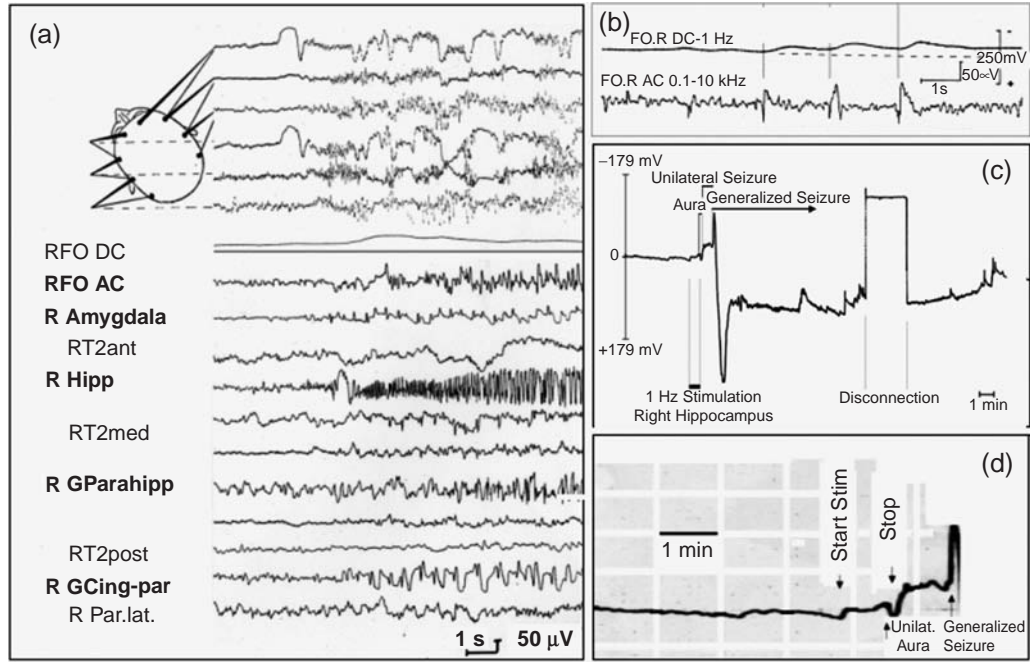 (a)
RFO DC
RFO AC
R Amygdala
RT2ant
R Hipp
RT2med
R GParahipp
RT2post
R GCing-par
R Par.lat.
1 s 50 μV
(b)
FO.R DC-1 Hz
250mV
50∝V
1s
FO.R AC 0.1-10 kHz
(c)
−179 mV
Unilateral Seizure
Aura
Generalized Seizure
0
+179 mV
1 Hz Stimulation
Right Hippocampus
Disconnection
1 min
(d)
1 min
Start Stim
Stop
Unilat. Generalized
Aura Seizure